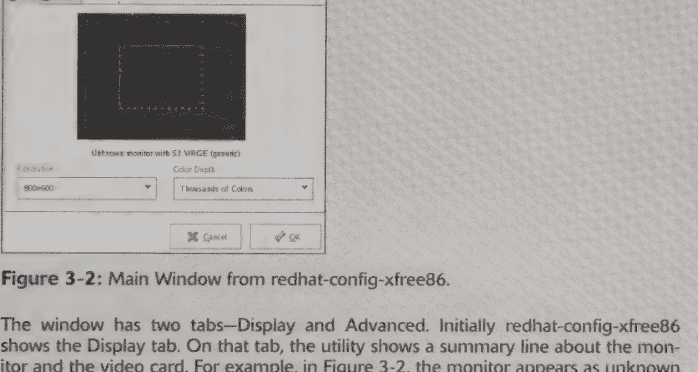 Unknown monitor with S3 ViRGE (generic)
Resolution
Color Depth
800x600
Thousands of Colors
Cancel
OK
Figure 3-2: Main Window from redhat-config-xfree86.
The window has two tabs—Display and Advanced. Initially redhat-config-xfree86
shows the Display tab. On that tab, the utility shows a summary line about the mon-
itor and the video card. For example, in Figure 3-2, the monitor appears as unknown